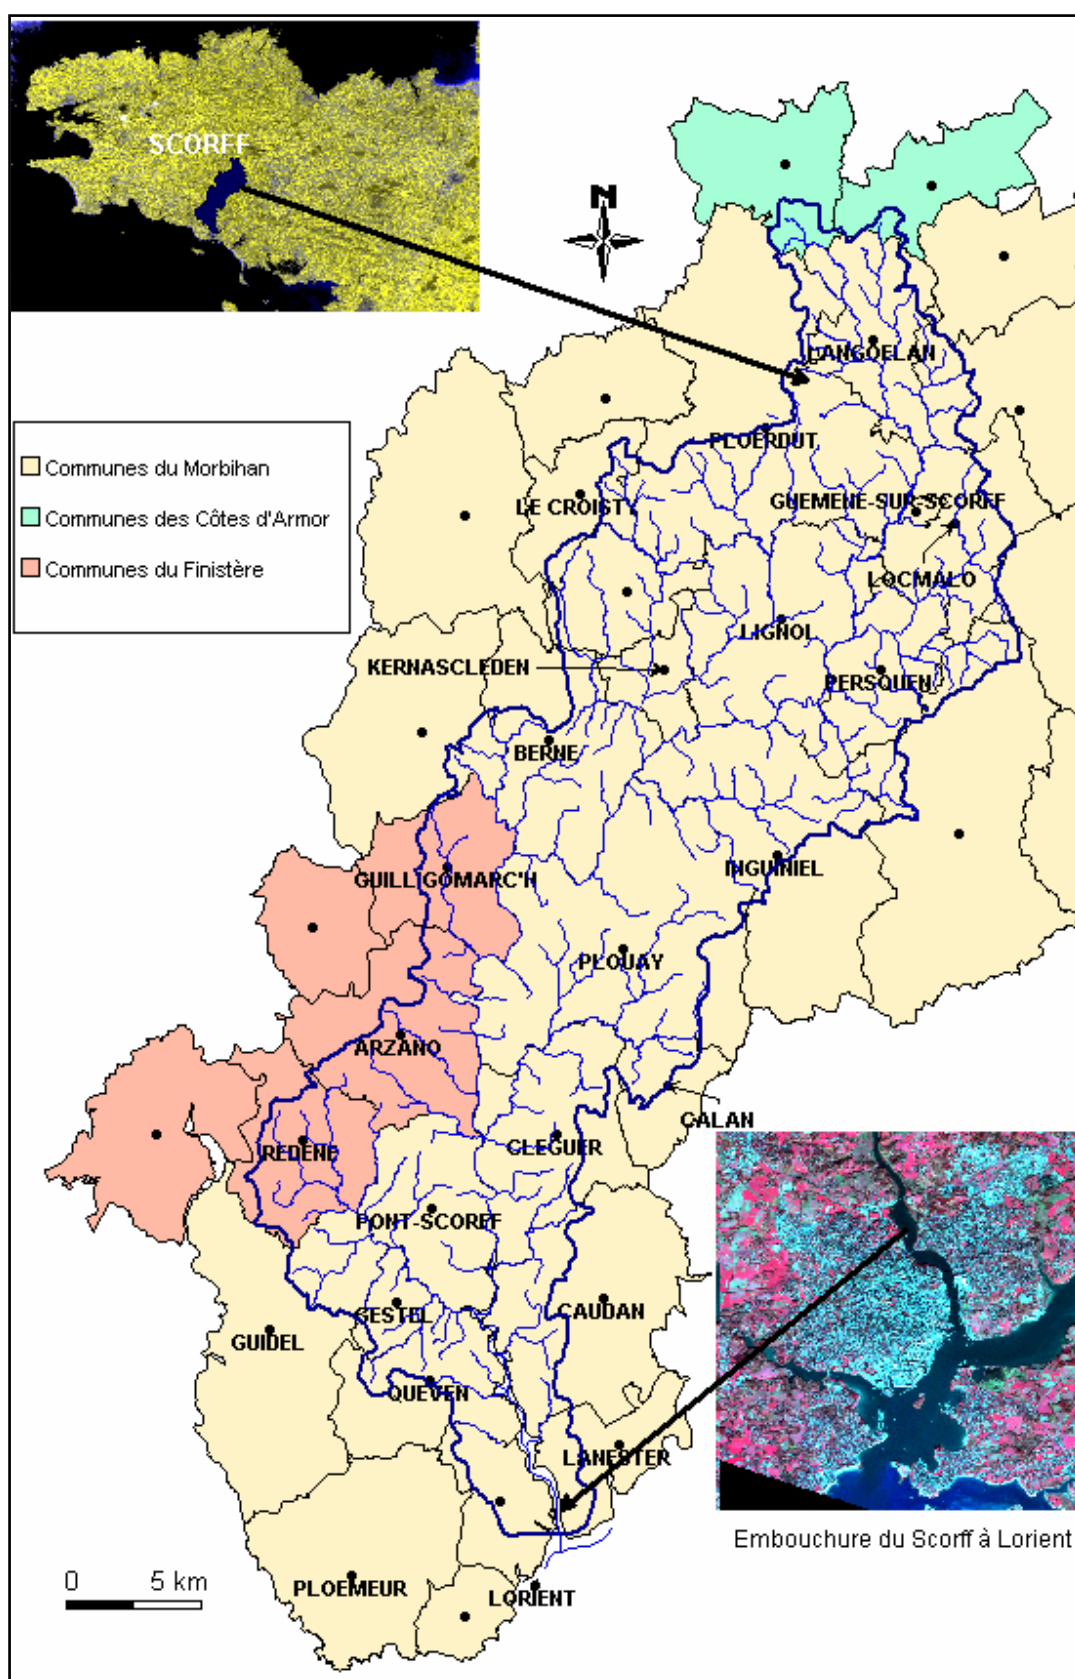 SCORFF
N
LANGOELAN
Communes du Morbihan
Communes des Côtes d'Armor
Communes du Finistère
PLOERDUT
LE CROISTY
GUEMENE-SUR-SCORFF
LOCMALO
LIGNOL
KERNASCLEDEN
PERSQUEN
BERNE
INGUINIEL
GUILLIGOMARC'H
PLOUAY
ARZANO
CALAN
CLEGUER
REDENE
PONT-SCORFF
CAUDAN
GESTEL
GUIDEL
QUEVEN
LANESTER
Embouchure du Scorff à Lorient
0 5 km
PLOEMEUR
LORIENT